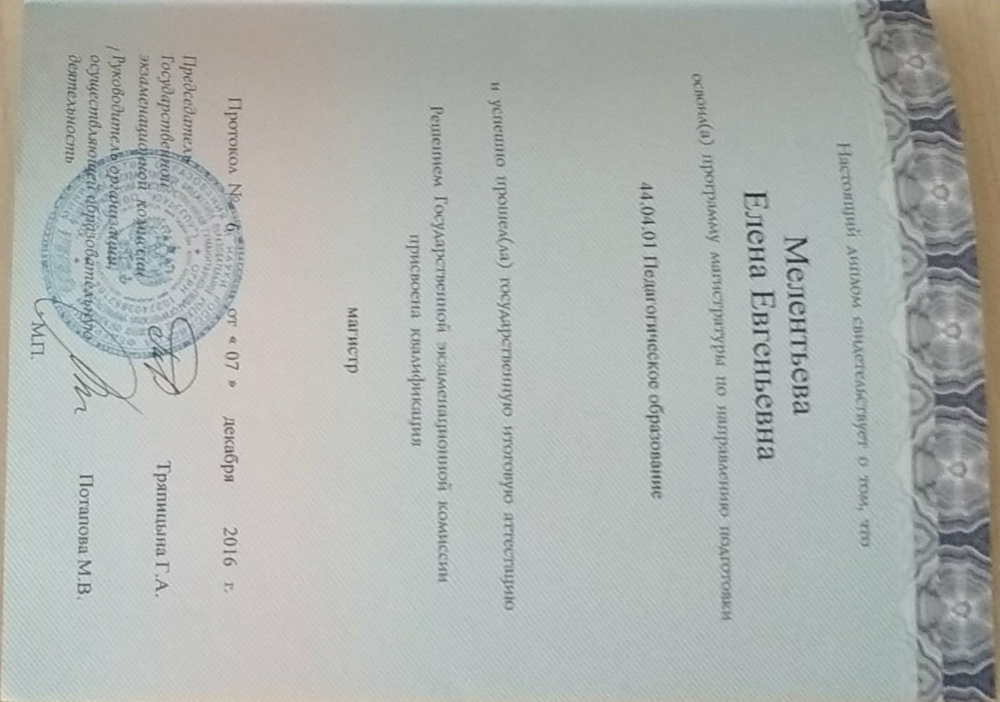 Настоящий диплом свидетельствует о том, что
Мелентьева
Елена Евгеньевна
освоил(а) программу магистратуры по направлению подготовки
44.04.01 Педагогическое образование
и успешно прошел(ла) государственную итоговую аттестацию
Решением Государственной экзаменационной комиссии
присвоена квалификация
магистр
Протокол № 6 от « 07 » декабря 2016 г.
Председатель
Государственной
экзаменационной комиссии
Тряпицына Г.А.
/ Руководитель организации,
осуществляющей образовательную
деятельность
Потапова М.В.
М.П.